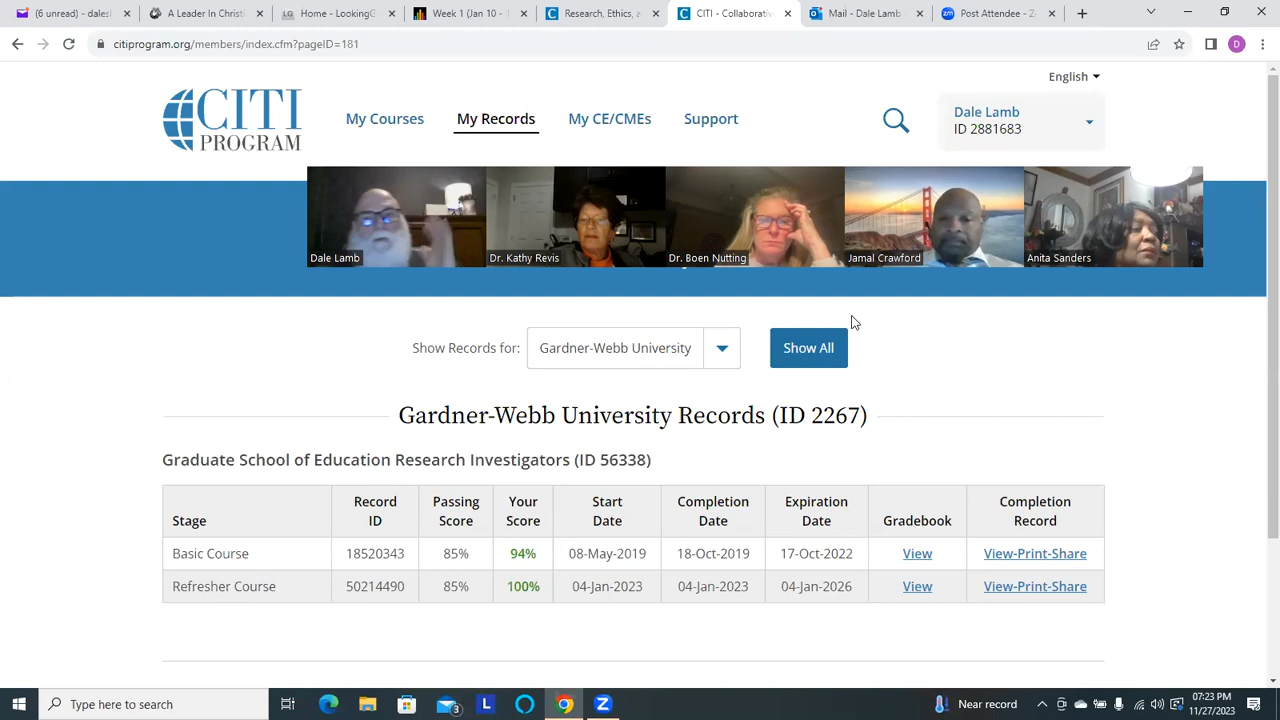 (6 unread) - dales
A Leader In Christ
Home - LookingG
Week 1 (Jan 10 -
Research, Ethics, a
CITI - Collaborativ
Mail - Dale Lamb -
Post Attendee - Z
citiprogram.org/members/index.cfm?pageID=181
D
English
CITI
PROGRAM
My Courses
My Records
My CE/CMEs
Support
Dale Lamb
ID 2881683
Dale Lamb
Dr. Kathy Revis
Dr. Boen Nutting
Jamal Crawford
Anita Sanders
Show Records for:
Gardner-Webb University
Show All
Gardner-Webb University Records (ID 2267)
Graduate School of Education Research Investigators (ID 56338)
Stage Record ID Passing Score Your Score Start Date Completion Date Expiration Date Gradebook Completion Record
Basic Course 18520343 85% 94% 08-May-2019 18-Oct-2019 17-Oct-2022 View View-Print-Share
Refresher Course 50214490 85% 100% 04-Jan-2023 04-Jan-2023 04-Jan-2026 View View-Print-Share
Type here to search
3
L
Near record
07:23 PM
11/27/2023